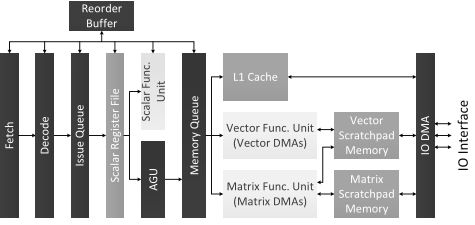 Reorder
Buffer
Fetch
Decode
Issue Queue
Scalar Register File
Scalar Func.
Unit
AGU
Memory Queue
L1 Cache
Vector Func. Unit
(Vector DMAs)
Matrix Func. Unit
(Matrix DMAs)
Vector
Scratchpad
Memory
Matrix
Scratchpad
Memory
IO DMA
IO Interface